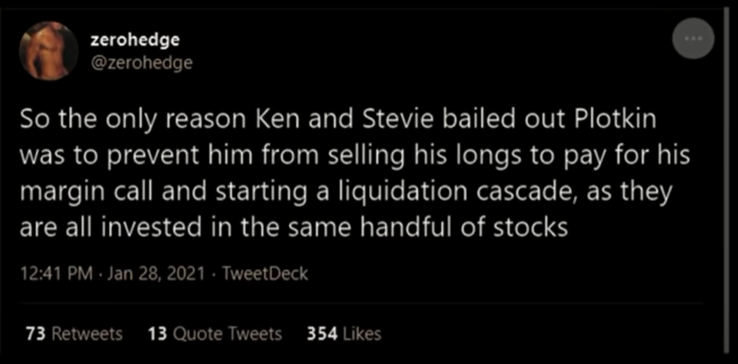 zerohedge
@zerohedge
So the only reason Ken and Stevie bailed out Plotkin
was to prevent him from selling his longs to pay for his
margin call and starting a liquidation cascade, as they
are all invested in the same handful of stocks
12:41 PM · Jan 28, 2021 · TweetDeck
73 Retweets 13 Quote Tweets 354 Likes